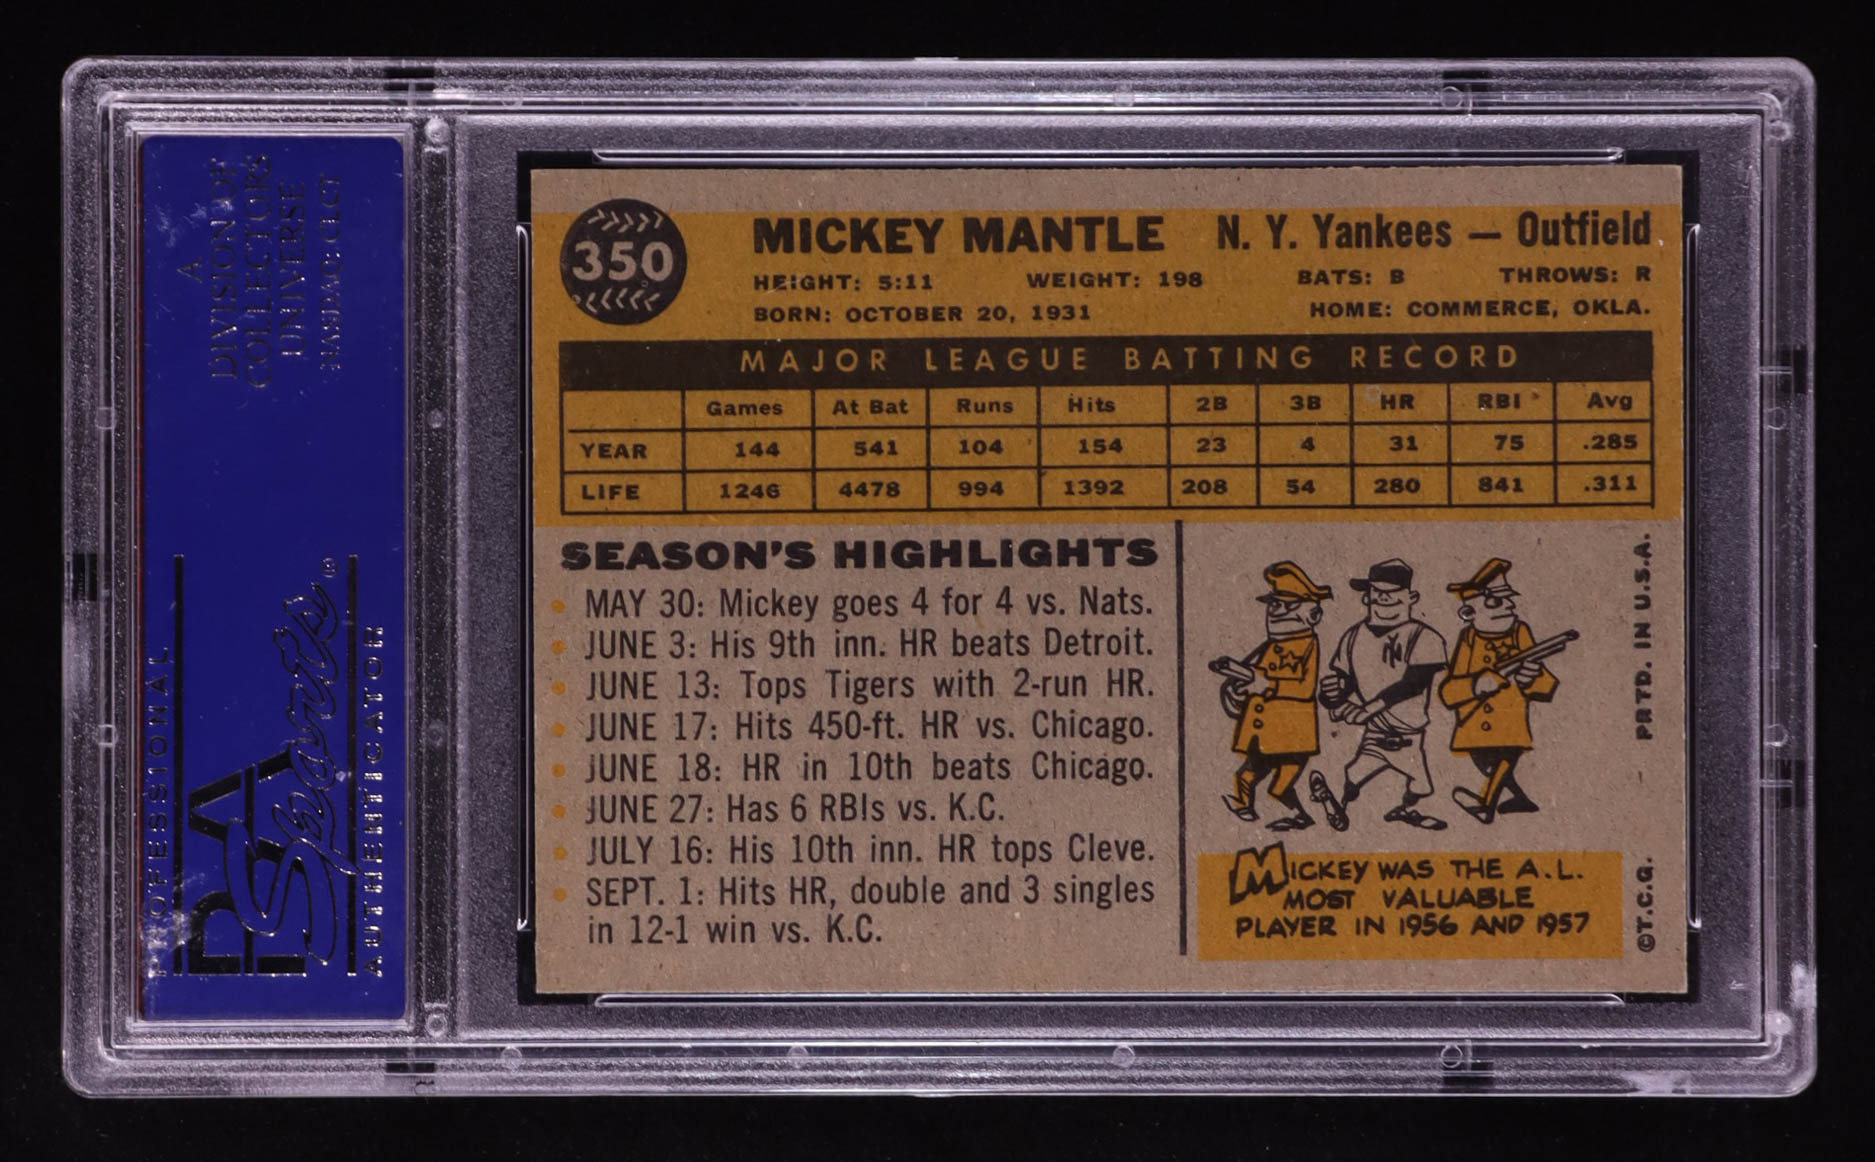 A
DIVISION OF
COLLECTORS
UNIVERSE
NASDAQ: CLCT
PROFESSIONAL
PSA
Sports®
AUTHENTICATOR
350
MICKEY MANTLE N. Y. Yankees — Outfield
HEIGHT: 5:11 WEIGHT: 198 BATS: B THROWS: R
BORN: OCTOBER 20, 1931 HOME: COMMERCE, OKLA.
MAJOR LEAGUE BATTING RECORD
Games At Bat Runs Hits 2B 3B HR RBI Avg
YEAR 144 541 104 154 23 4 31 75 .285
LIFE 1246 4478 994 1392 208 54 280 841 .311
SEASON'S HIGHLIGHTS
MAY 30: Mickey goes 4 for 4 vs. Nats.
JUNE 3: His 9th inn. HR beats Detroit.
JUNE 13: Tops Tigers with 2-run HR.
JUNE 17: Hits 450-ft. HR vs. Chicago.
JUNE 18: HR in 10th beats Chicago.
JUNE 27: Has 6 RBIs vs. K.C.
JULY 16: His 10th inn. HR tops Cleve.
SEPT. 1: Hits HR, double and 3 singles
in 12-1 win vs. K.C.
NY
MICKEY WAS THE A.L.
MOST VALUABLE
PLAYER IN 1956 AND 1957
©T.C.G. PRTD. IN U.S.A.